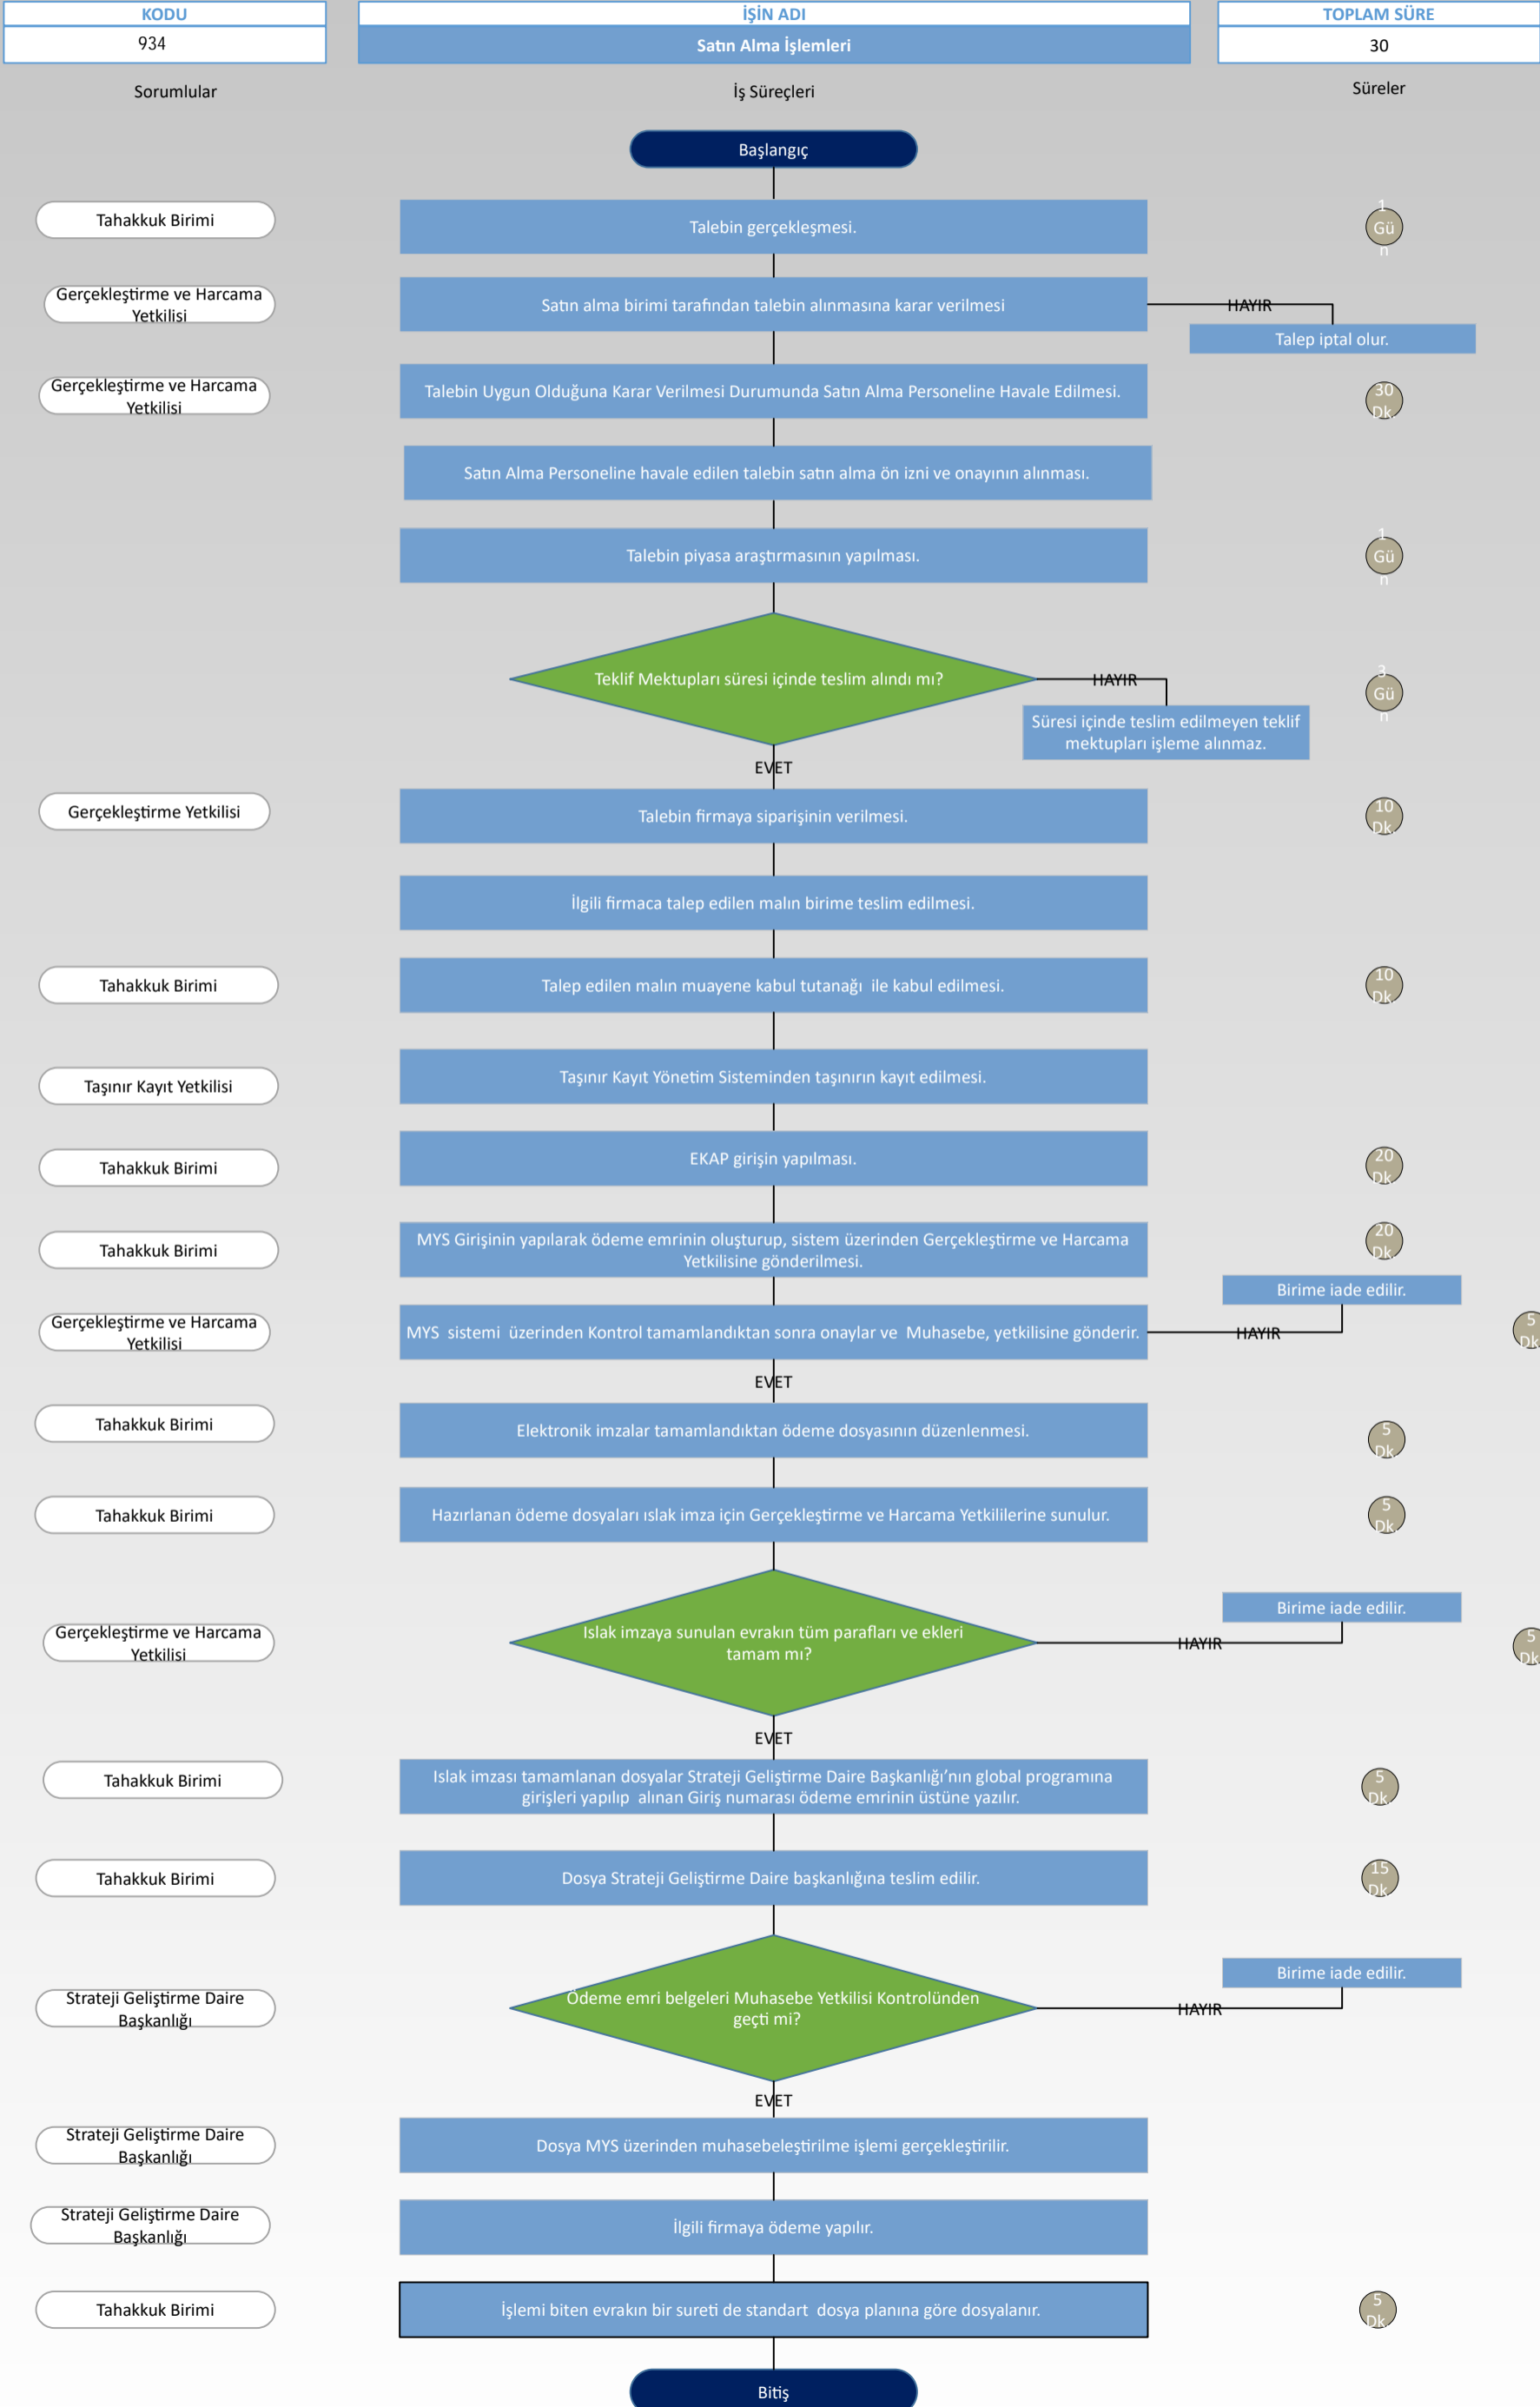 KODU
İŞİN ADI
TOPLAM SÜRE
934
Satın Alma İşlemleri
30
Sorumlular
İş Süreçleri
Süreler
Başlangıç
Tahakkuk Birimi
Talebin gerçekleşmesi.
1
Gü
n
Gerçekleştirme ve Harcama
Yetkilisi
Satın alma birimi tarafından talebin alınmasına karar verilmesi
HAYIR
Talep iptal olur.
Gerçekleştirme ve Harcama
Yetkilisi
Talebin Uygun Olduğuna Karar Verilmesi Durumunda Satın Alma Personeline Havale Edilmesi.
30
Dk.
Satın Alma Personeline havale edilen talebin satın alma ön izni ve onayının alınması.
Talebin piyasa araştırmasının yapılması.
1
Gü
n
Teklif Mektupları süresi içinde teslim alındı mı?
HAYIR
3
Gü
n
Süresi içinde teslim edilmeyen teklif
mektupları işleme alınmaz.
EVET
Gerçekleştirme Yetkilisi
Talebin firmaya siparişinin verilmesi.
10
Dk.
İlgili firmaca talep edilen malın birime teslim edilmesi.
Tahakkuk Birimi
Talep edilen malın muayene kabul tutanağı  ile kabul edilmesi.
10
Dk.
Taşınır Kayıt Yetkilisi
Taşınır Kayıt Yönetim Sisteminden taşınırın kayıt edilmesi.
Tahakkuk Birimi
EKAP girişin yapılması.
20
Dk.
Tahakkuk Birimi
MYS Girişinin yapılarak ödeme emrinin oluşturup, sistem üzerinden Gerçekleştirme ve Harcama
Yetkilisine gönderilmesi.
20
Dk.
Birime iade edilir.
Gerçekleştirme ve Harcama
Yetkilisi
MYS  sistemi  üzerinden Kontrol tamamlandıktan sonra onaylar ve  Muhasebe, yetkilisine gönderir.
HAYIR
5
Dk
EVET
Tahakkuk Birimi
Elektronik imzalar tamamlandıktan ödeme dosyasının düzenlenmesi.
5
Dk.
Tahakkuk Birimi
Hazırlanan ödeme dosyaları ıslak imza için Gerçekleştirme ve Harcama Yetkililerine sunulur.
5
Dk.
Birime iade edilir.
Gerçekleştirme ve Harcama
Yetkilisi
Islak imzaya sunulan evrakın tüm parafları ve ekleri
tamam mı?
HAYIR
5
Dk
EVET
Tahakkuk Birimi
Islak imzası tamamlanan dosyalar Strateji Geliştirme Daire Başkanlığı’nın global programına
girişleri yapılıp  alınan Giriş numarası ödeme emrinin üstüne yazılır.
5
Dk.
Tahakkuk Birimi
Dosya Strateji Geliştirme Daire başkanlığına teslim edilir.
15
Dk.
Birime iade edilir.
Strateji Geliştirme Daire
Başkanlığı
Ödeme emri belgeleri Muhasebe Yetkilisi Kontrolünden
geçti mi?
HAYIR
EVET
Strateji Geliştirme Daire
Başkanlığı
Dosya MYS üzerinden muhasebeleştirilme işlemi gerçekleştirilir.
Strateji Geliştirme Daire
Başkanlığı
İlgili firmaya ödeme yapılır.
Tahakkuk Birimi
İşlemi biten evrakın bir sureti de standart  dosya planına göre dosyalanır.
5
Dk.
Bitiş